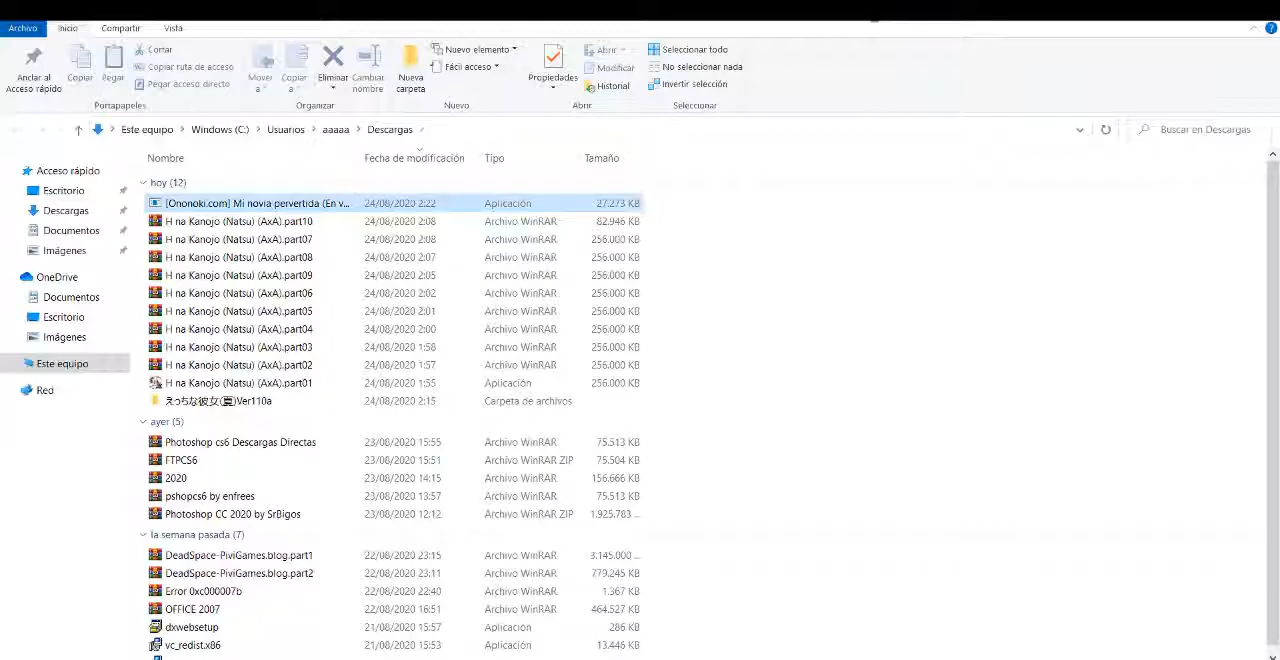 Archivo Inicio Compartir Vista
Anclar al Acceso rápido
Copiar
Pegar
Cortar
Copiar ruta de acceso
Pegar acceso directo
Portapapeles
Mover a
Copiar a
Eliminar
Cambiar nombre
Organizar
Nueva carpeta
Nuevo elemento
Fácil acceso
Nuevo
Propiedades
Abrir
Modificar
Historial
Abrir
Seleccionar todo
No seleccionar nada
Invertir selección
Seleccionar
Este equipo > Windows (C:) > Usuarios > aaaaa > Descargas
Buscar en Descargas
Acceso rápido
Escritorio
Descargas
Documentos
Imágenes
OneDrive
Documentos
Escritorio
Imágenes
Este equipo
Red
Nombre Fecha de modificación Tipo Tamaño
hoy (12)
[Ononoki.com] Mi novia pervertida (En v... 24/08/2020 2:22 Aplicación 27.273 KB
H na Kanojo (Natsu) (AxA).part10 24/08/2020 2:08 Archivo WinRAR 82.946 KB
H na Kanojo (Natsu) (AxA).part07 24/08/2020 2:08 Archivo WinRAR 256.000 KB
H na Kanojo (Natsu) (AxA).part08 24/08/2020 2:07 Archivo WinRAR 256.000 KB
H na Kanojo (Natsu) (AxA).part09 24/08/2020 2:05 Archivo WinRAR 256.000 KB
H na Kanojo (Natsu) (AxA).part06 24/08/2020 2:02 Archivo WinRAR 256.000 KB
H na Kanojo (Natsu) (AxA).part05 24/08/2020 2:01 Archivo WinRAR 256.000 KB
H na Kanojo (Natsu) (AxA).part04 24/08/2020 2:00 Archivo WinRAR 256.000 KB
H na Kanojo (Natsu) (AxA).part03 24/08/2020 1:58 Archivo WinRAR 256.000 KB
H na Kanojo (Natsu) (AxA).part02 24/08/2020 1:57 Archivo WinRAR 256.000 KB
H na Kanojo (Natsu) (AxA).part01 24/08/2020 1:55 Aplicación 256.000 KB
えっちな彼女(夏)Ver110a 24/08/2020 2:15 Carpeta de archivos
ayer (5)
Photoshop cs6 Descargas Directas 23/08/2020 15:55 Archivo WinRAR 75.513 KB
FTPCS6 23/08/2020 15:51 Archivo WinRAR ZIP 75.504 KB
2020 23/08/2020 14:15 Archivo WinRAR 156.666 KB
pshopcs6 by enfrees 23/08/2020 13:57 Archivo WinRAR 75.513 KB
Photoshop CC 2020 by SrBigos 23/08/2020 12:12 Archivo WinRAR ZIP 1.925.783 ...
la semana pasada (7)
DeadSpace-PiviGames.blog.part1 22/08/2020 23:15 Archivo WinRAR 3.145.000 ...
DeadSpace-PiviGames.blog.part2 22/08/2020 23:11 Archivo WinRAR 779.245 KB
Error 0xc000007b 22/08/2020 22:40 Archivo WinRAR 1.367 KB
OFFICE 2007 22/08/2020 16:51 Archivo WinRAR 464.527 KB
dxwebsetup 21/08/2020 15:57 Aplicación 286 KB
vc_redist.x86 21/08/2020 15:53 Aplicación 13.446 KB